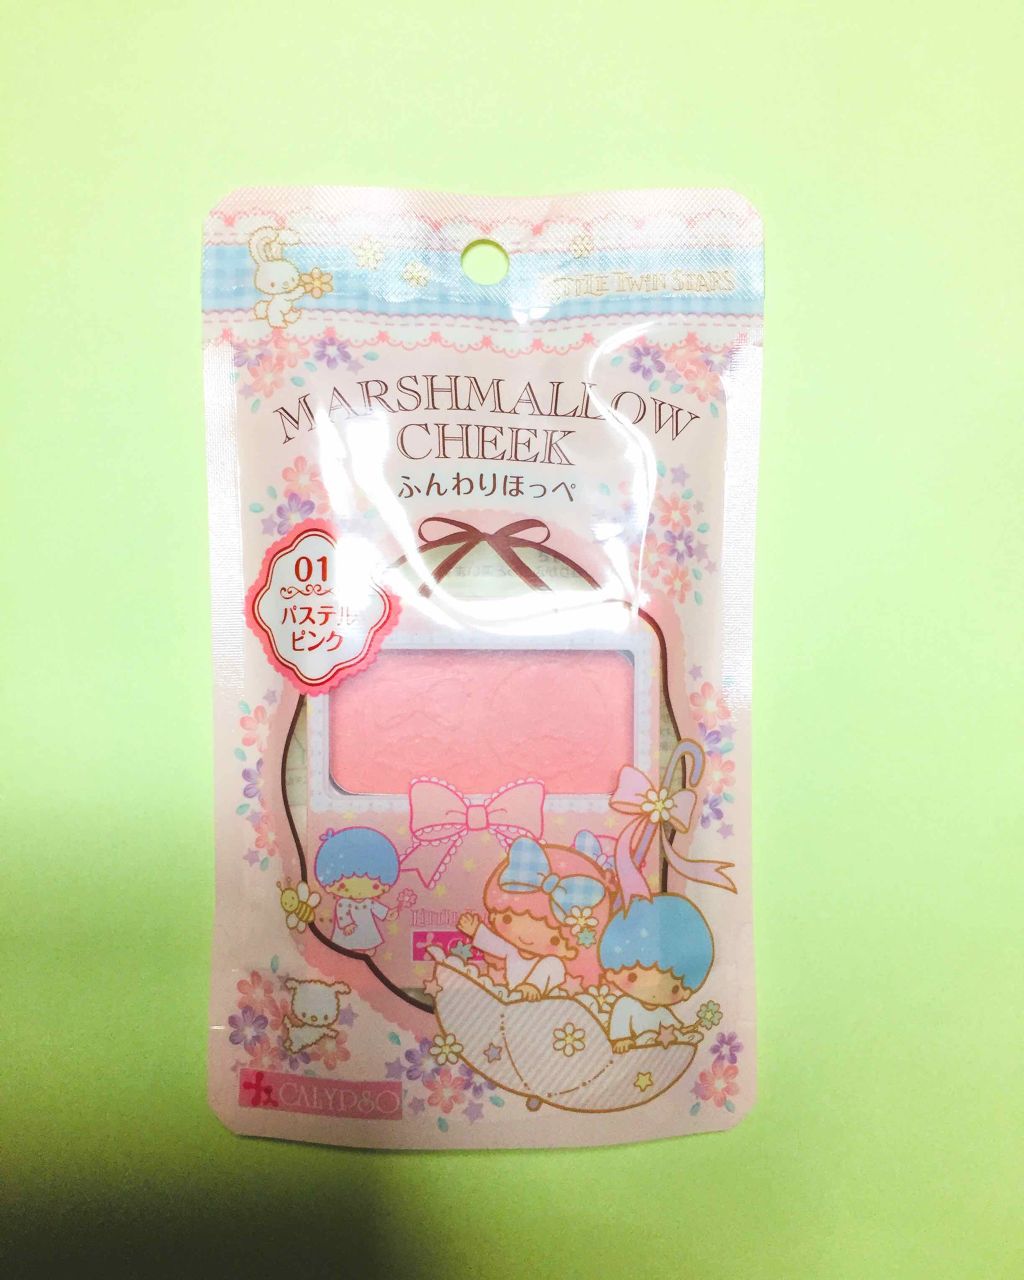 LITTLE TWIN STARS
MARSHMALLOW
CHEEK
ふんわりほっぺ
01
パステル
ピンク
CALYPSO